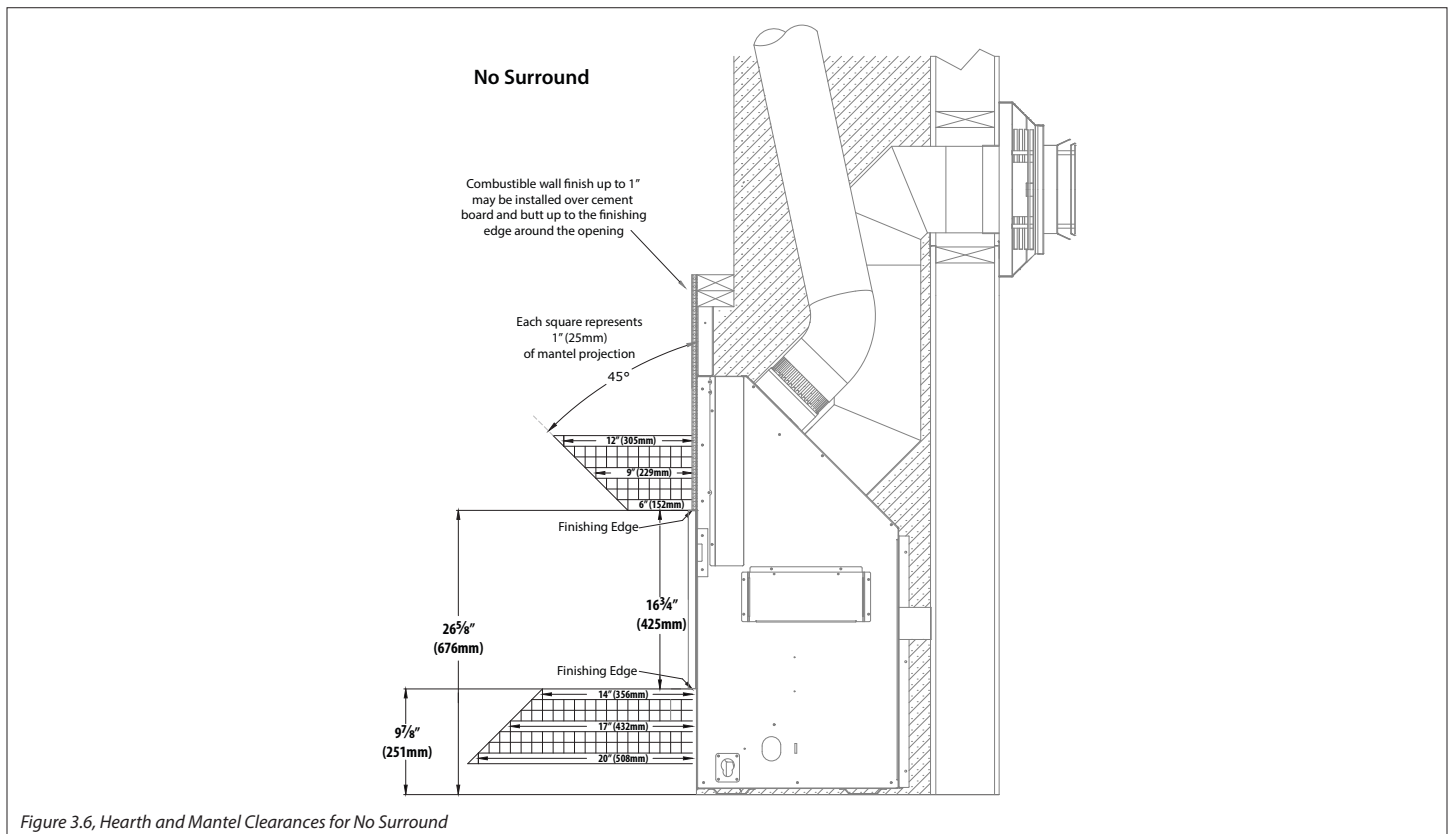 No Surround
Combustible wall finish up to 1”
may be installed over cement
board and butt up to the finishing
edge around the opening
Each square represents
1” (25mm)
of mantel projection
45°
12” (305mm)
9” (229mm)
6” (152mm)
Finishing Edge
16¾”
(425mm)
26⅝”
(676mm)
Finishing Edge
14” (356mm)
17” (432mm)
9⅞”
(251mm)
20” (508mm)
Figure 3.6, Hearth and Mantel Clearances for No Surround